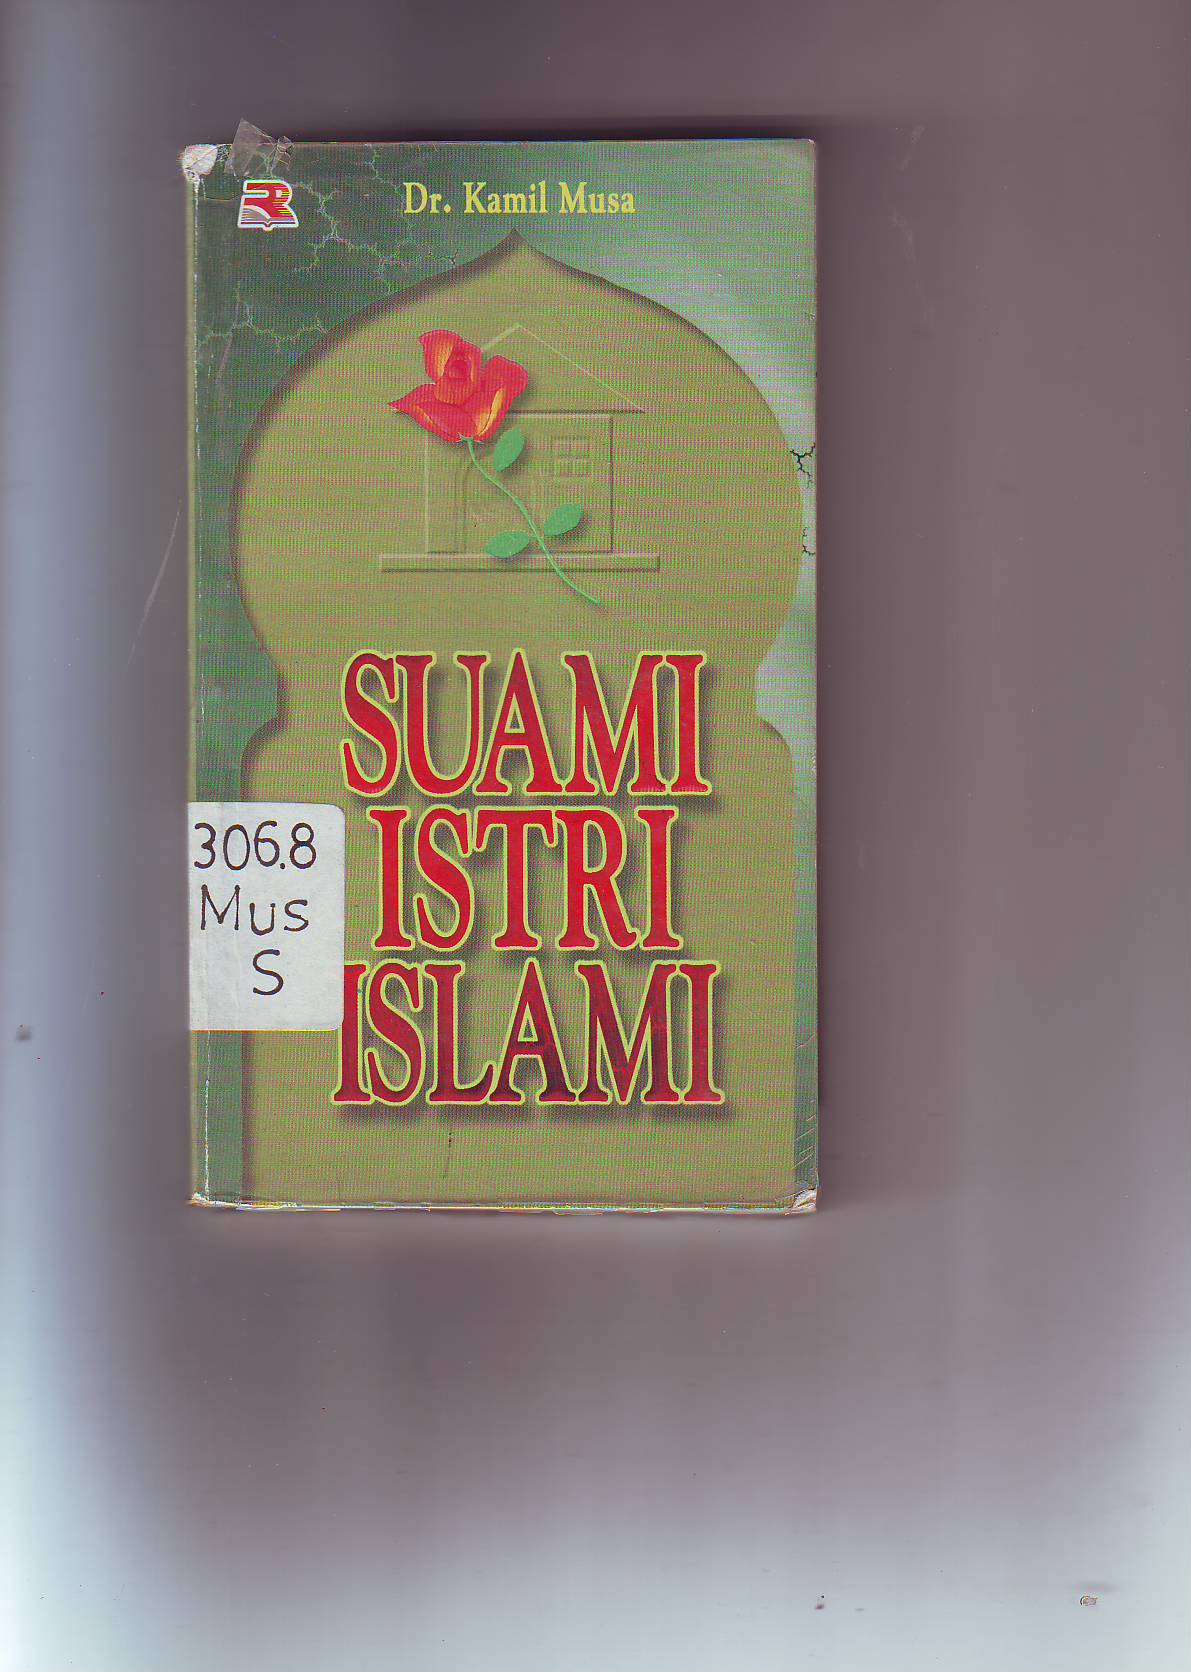 Dr. Kamil Musa
SUAMI
ISTRI
ISLAMI
306.8
Mus
S